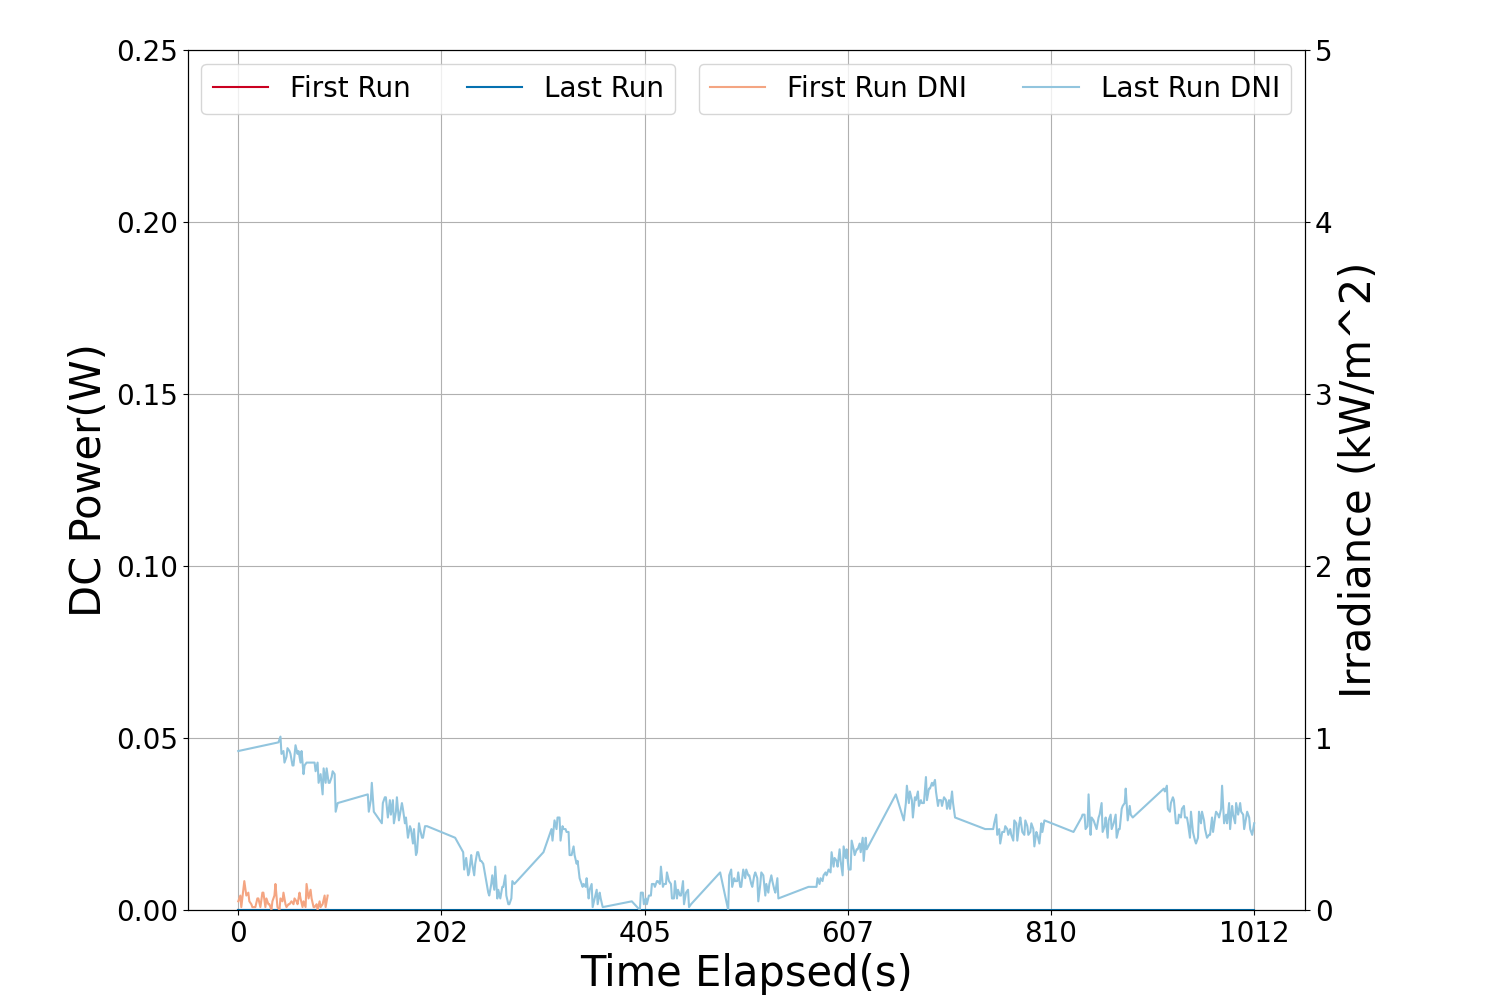 First Run
Last Run
First Run DNI
Last Run DNI
0.25
0.20
0.15
0.10
0.05
0.00
DC Power(W)
5
4
3
2
1
0
Irradiance (kW/m^2)
0
202
405
607
810
1012
Time Elapsed(s)